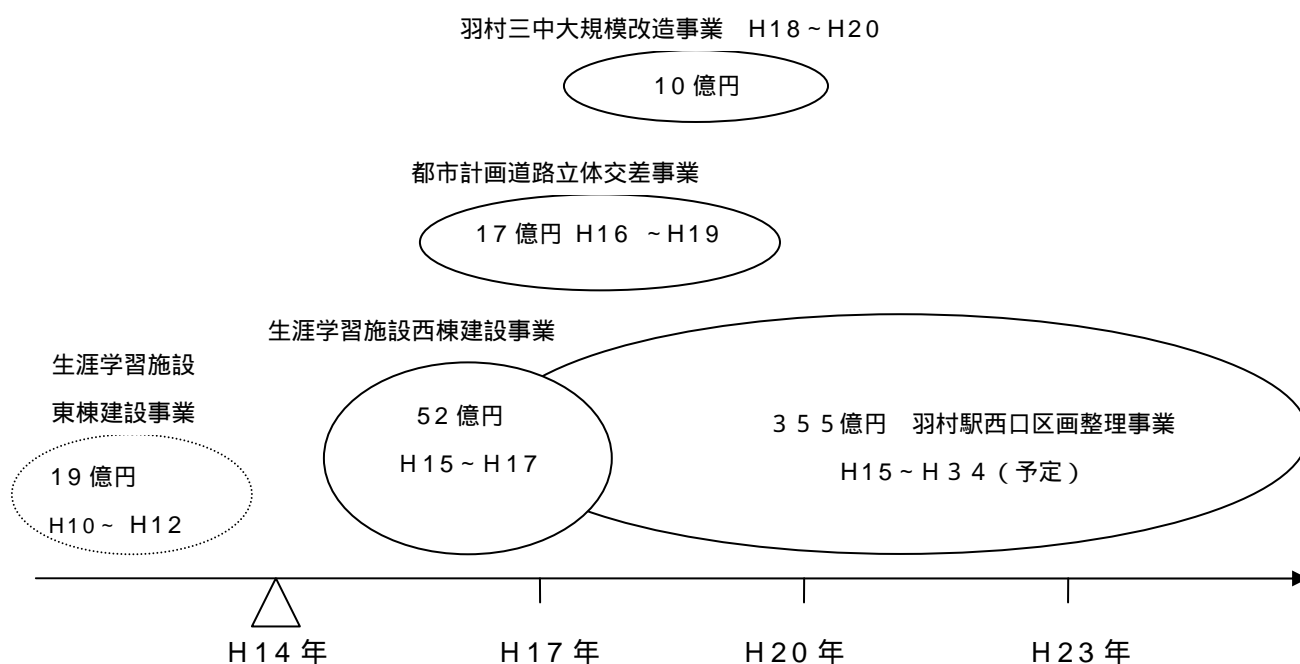 羽村三中大規模改造事業　H18~H20
10億円
都市計画道路立体交差事業
17億円 H16 ~H19
生涯学習施設西棟建設事業
生涯学習施設
東棟建設事業
52億円
H15~H17
355億円　羽村駅西口区画整理事業
H15~H34(予定)
19億円
H10~ H12
H14年
H17年
H20年
H23年